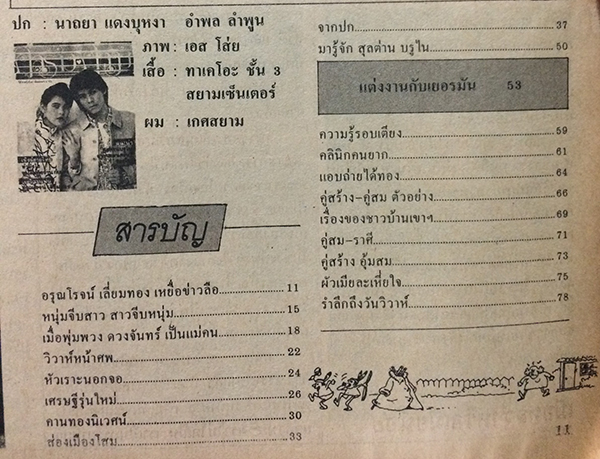 ปก : นาถยา แดงบุหงา อำพล ลำพูน
ภาพ : เอส โส่ย
เสื้อ : ทาเคโอะ ชั้น 3
สยามเซ็นเตอร์
ผม : เกศสยาม
สารบัญ
อรุณโรจน์ เลี่ยมทอง เหยื่อข่าวลือ 11
หนุ่มจีบสาว สาวจีบหนุ่ม 15
เมื่อพุ่มพวง ดวงจันทร์ เป็นแม่คน 18
วิวาห์หน้าศพ 22
หัวเราะนอกจอ 24
เศรษฐีรุ่นใหม่ 26
คานทองนิเวศน์ 30
ส่องเมืองไสม 33
จากปก 37
มารู้จัก สุลต่าน บรูไน 50
แต่งงานกับเยอรมัน 53
ความรู้รอบเตียง 59
คลินิกคนยาก 61
แอบถ่ายใต้ทอง 64
คู่สร้าง-คู่สม ตัวอย่าง 66
เรื่องของชาวบ้านเขาฯ 69
คู่สม-ราศี 71
คู่สร้าง อุ้มสม 73
ผัวเมียละเหี่ยใจ 75
รำลึกถึงวันวิวาห์ 78
11